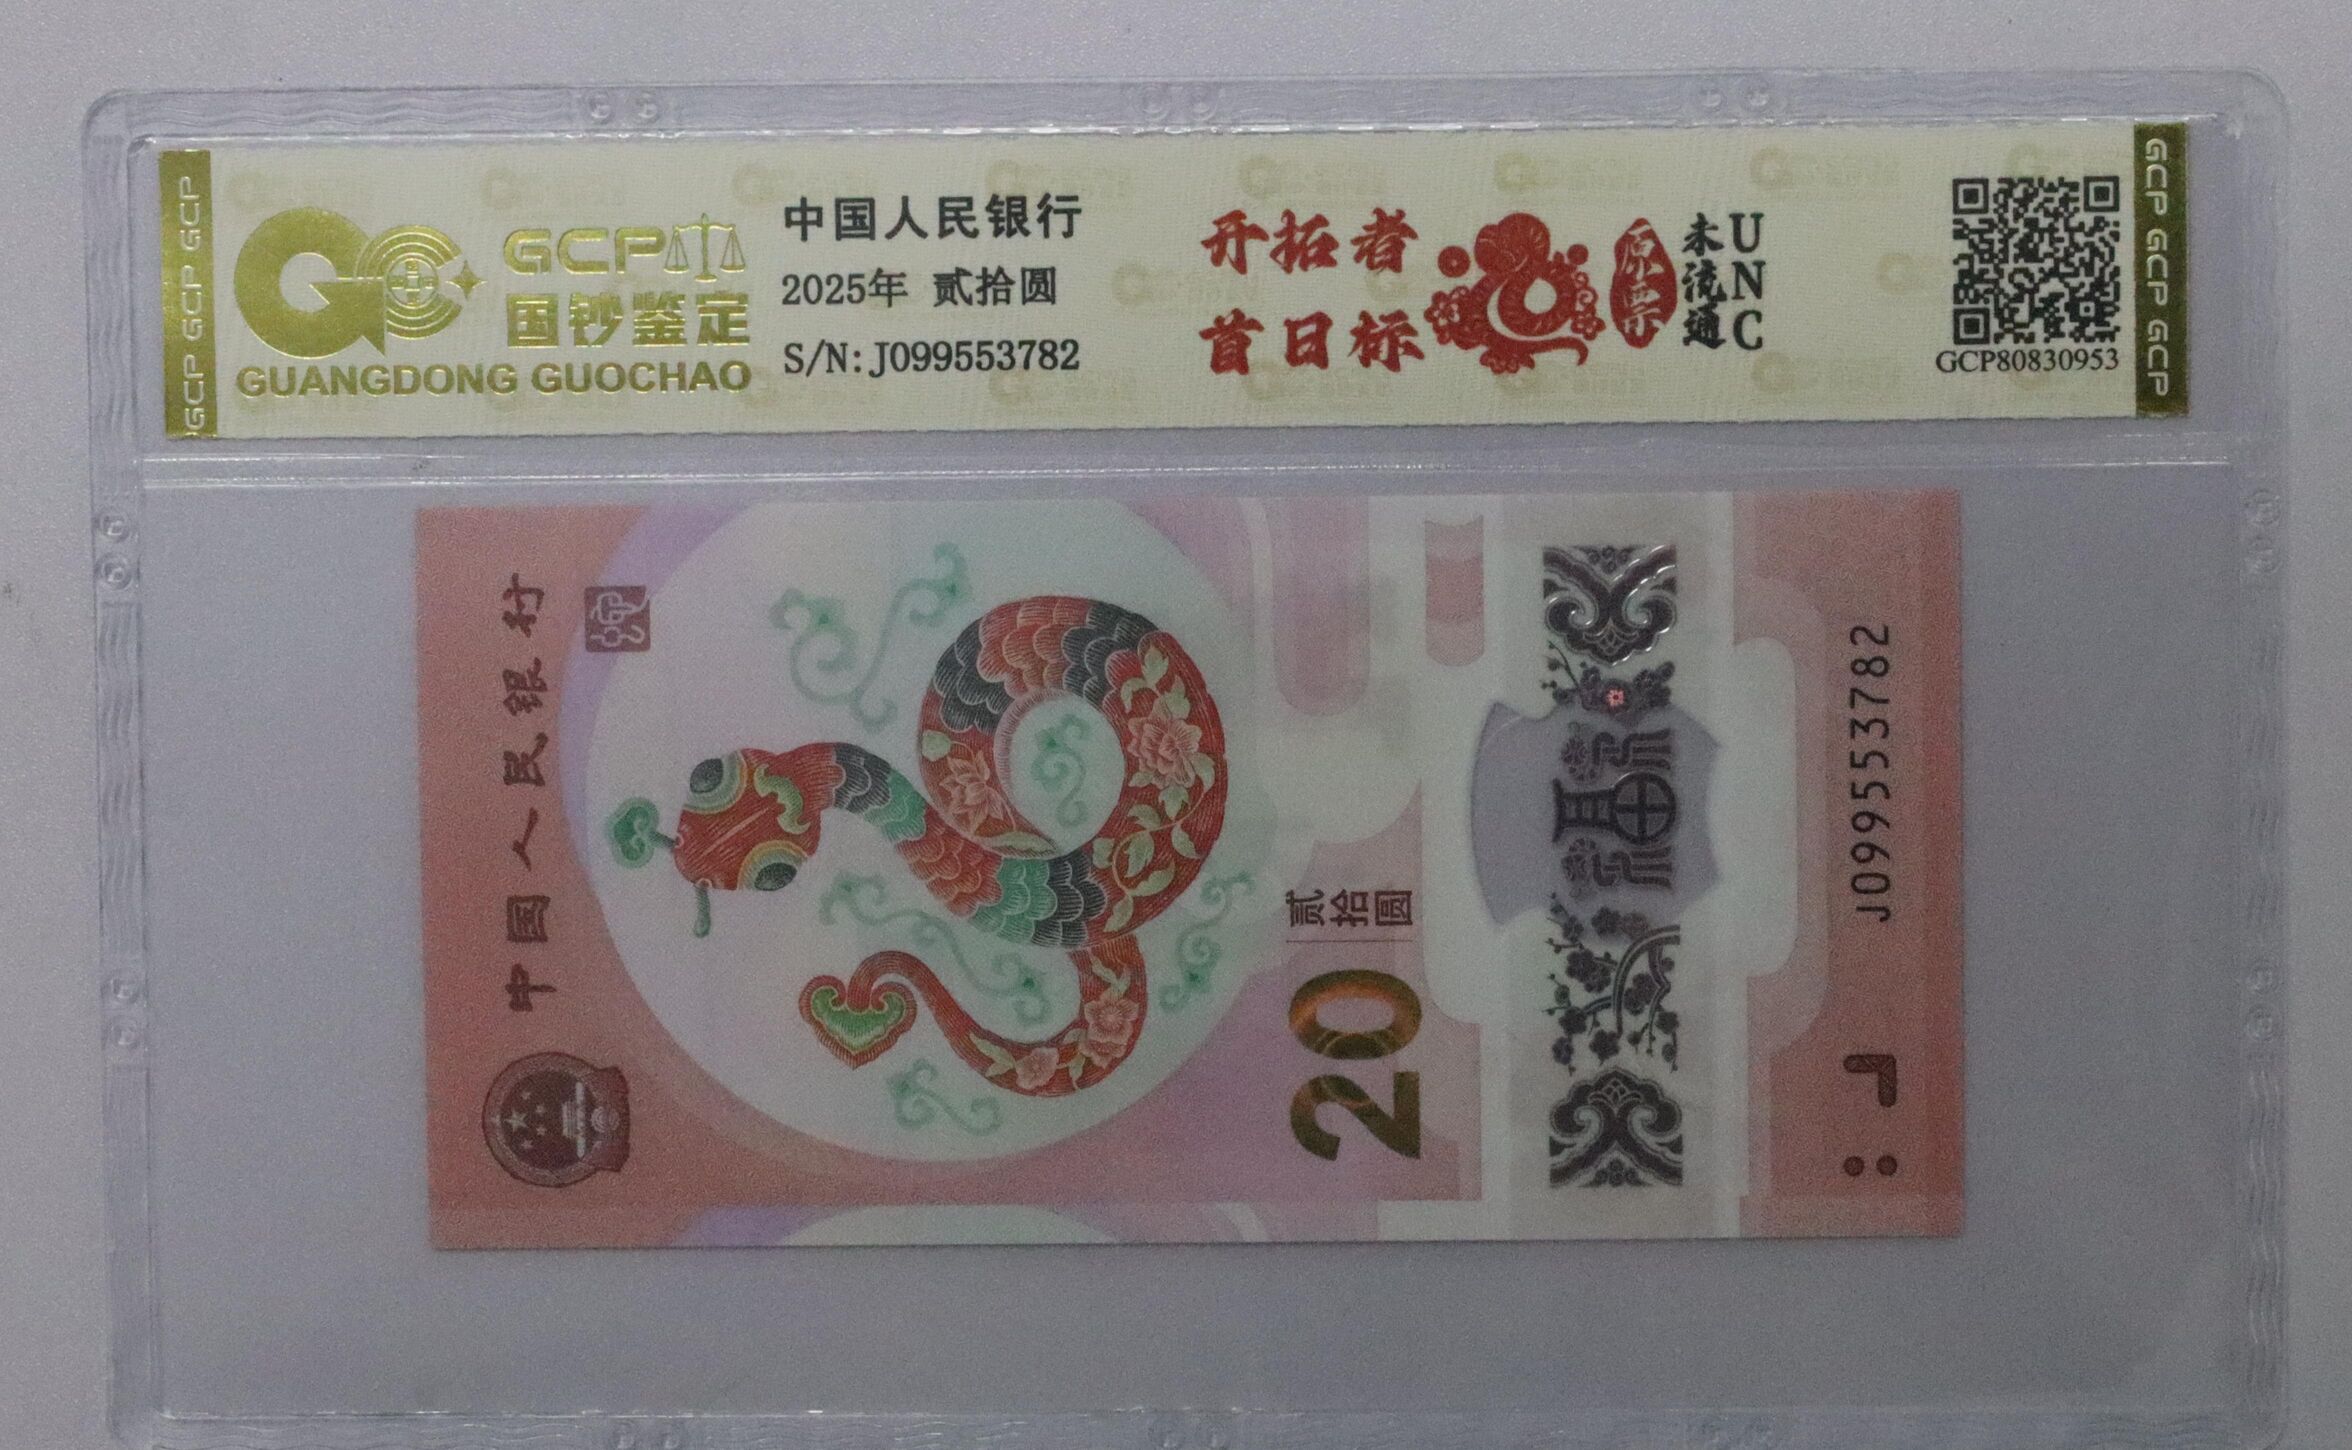 GCP GCP GCP
GCP
国钞鉴定
GUANGDONG GUOCHAO
中国人民银行
2025年 贰拾圆
S/N:J099553782
开拓者
首日标
原票
未流通
UNC
GCP80830953
GCP GCP GCP
中国人民银行
贰拾圆
20
福
J099553782